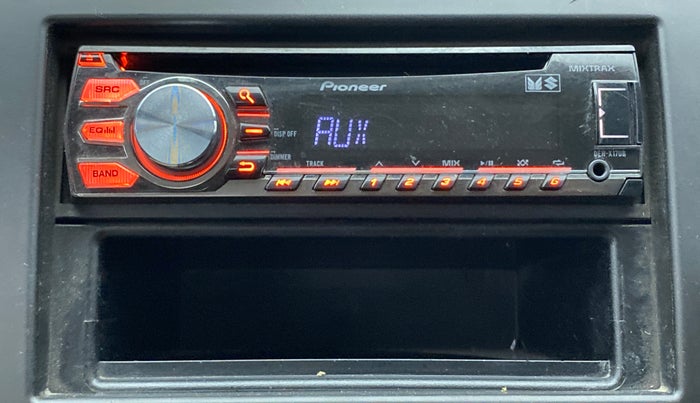 Pioneer
MIXTRAX
SRC
EQ
BAND
DISP OFF
DIMMER
AUX
TRACK
MIX
1 2 3 4 5 6